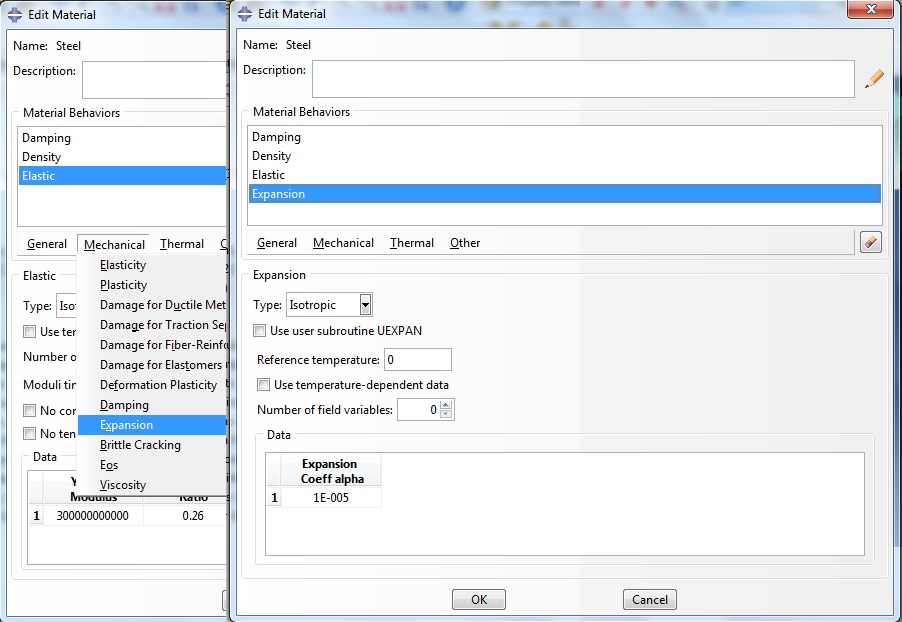 Edit Material
Name: Steel
Description:
Material Behaviors
Damping
Density
Elastic
General Mechanical Thermal
Elasticity
Plasticity
Damage for Ductile Met
Damage for Traction Sep
Damage for Fiber-Reinfo
Damage for Elastomers
Deformation Plasticity
Damping
Expansion
Brittle Cracking
Eos
Viscosity
Elastic
Type: Iso
Use ter
Number o
Moduli tin
No cor
No ten
Data
Y
Modulus Ratio
1 300000000000 0.26
Edit Material
Name: Steel
Description:
Material Behaviors
Damping
Density
Elastic
Expansion
General Mechanical Thermal Other
Expansion
Type: Isotropic
Use user subroutine UEXPAN
Reference temperature: 0
Use temperature-dependent data
Number of field variables: 0
Data
Expansion
Coeff alpha
1 1E-005
OK Cancel